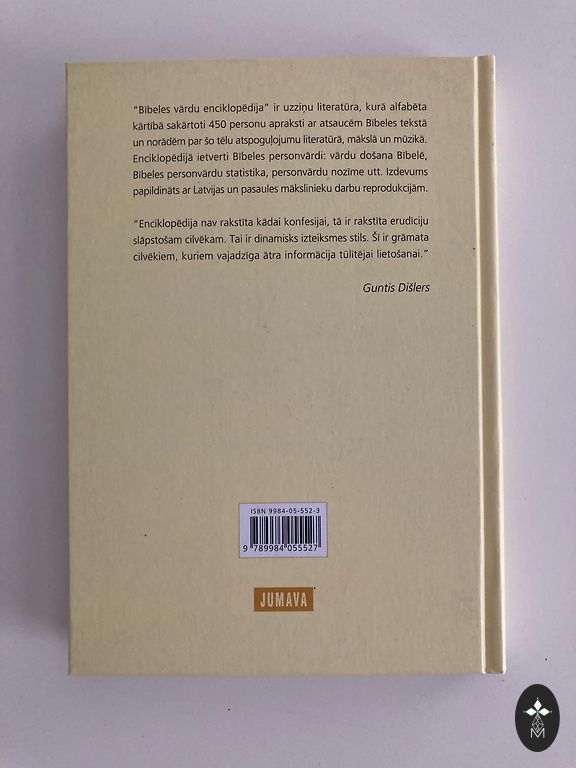 “Bībeles vārdu enciklopēdija” ir uzziņu literatūra, kurā alfabēta
kārtībā sakārtoti 450 personu apraksti ar atsaucēm Bībeles tekstā
un norādēm par šo tēlu atspoguļojumu literatūrā, mākslā un mūzikā.
Enciklopēdijā ietverti Bībeles personvārdi: vārdu došana Bībelē,
Bībeles personvārdu statistika, personvārdu nozīme utt. Izdevums
papildināts ar Latvijas un pasaules mākslinieku darbu reprodukcijām.
“Enciklopēdija nav rakstīta kādai konfesijai, tā ir rakstīta erudīciju
slāpstošam cilvēkam. Tai ir dinamisks izteiksmes stils. Šī ir grāmata
cilvēkiem, kuriem vajadzīga ātra informācija tūlītējai lietošanai.”
Guntis Dišlers
ISBN 9984-05-552-3
9 789984 055527
JUMAVA
M